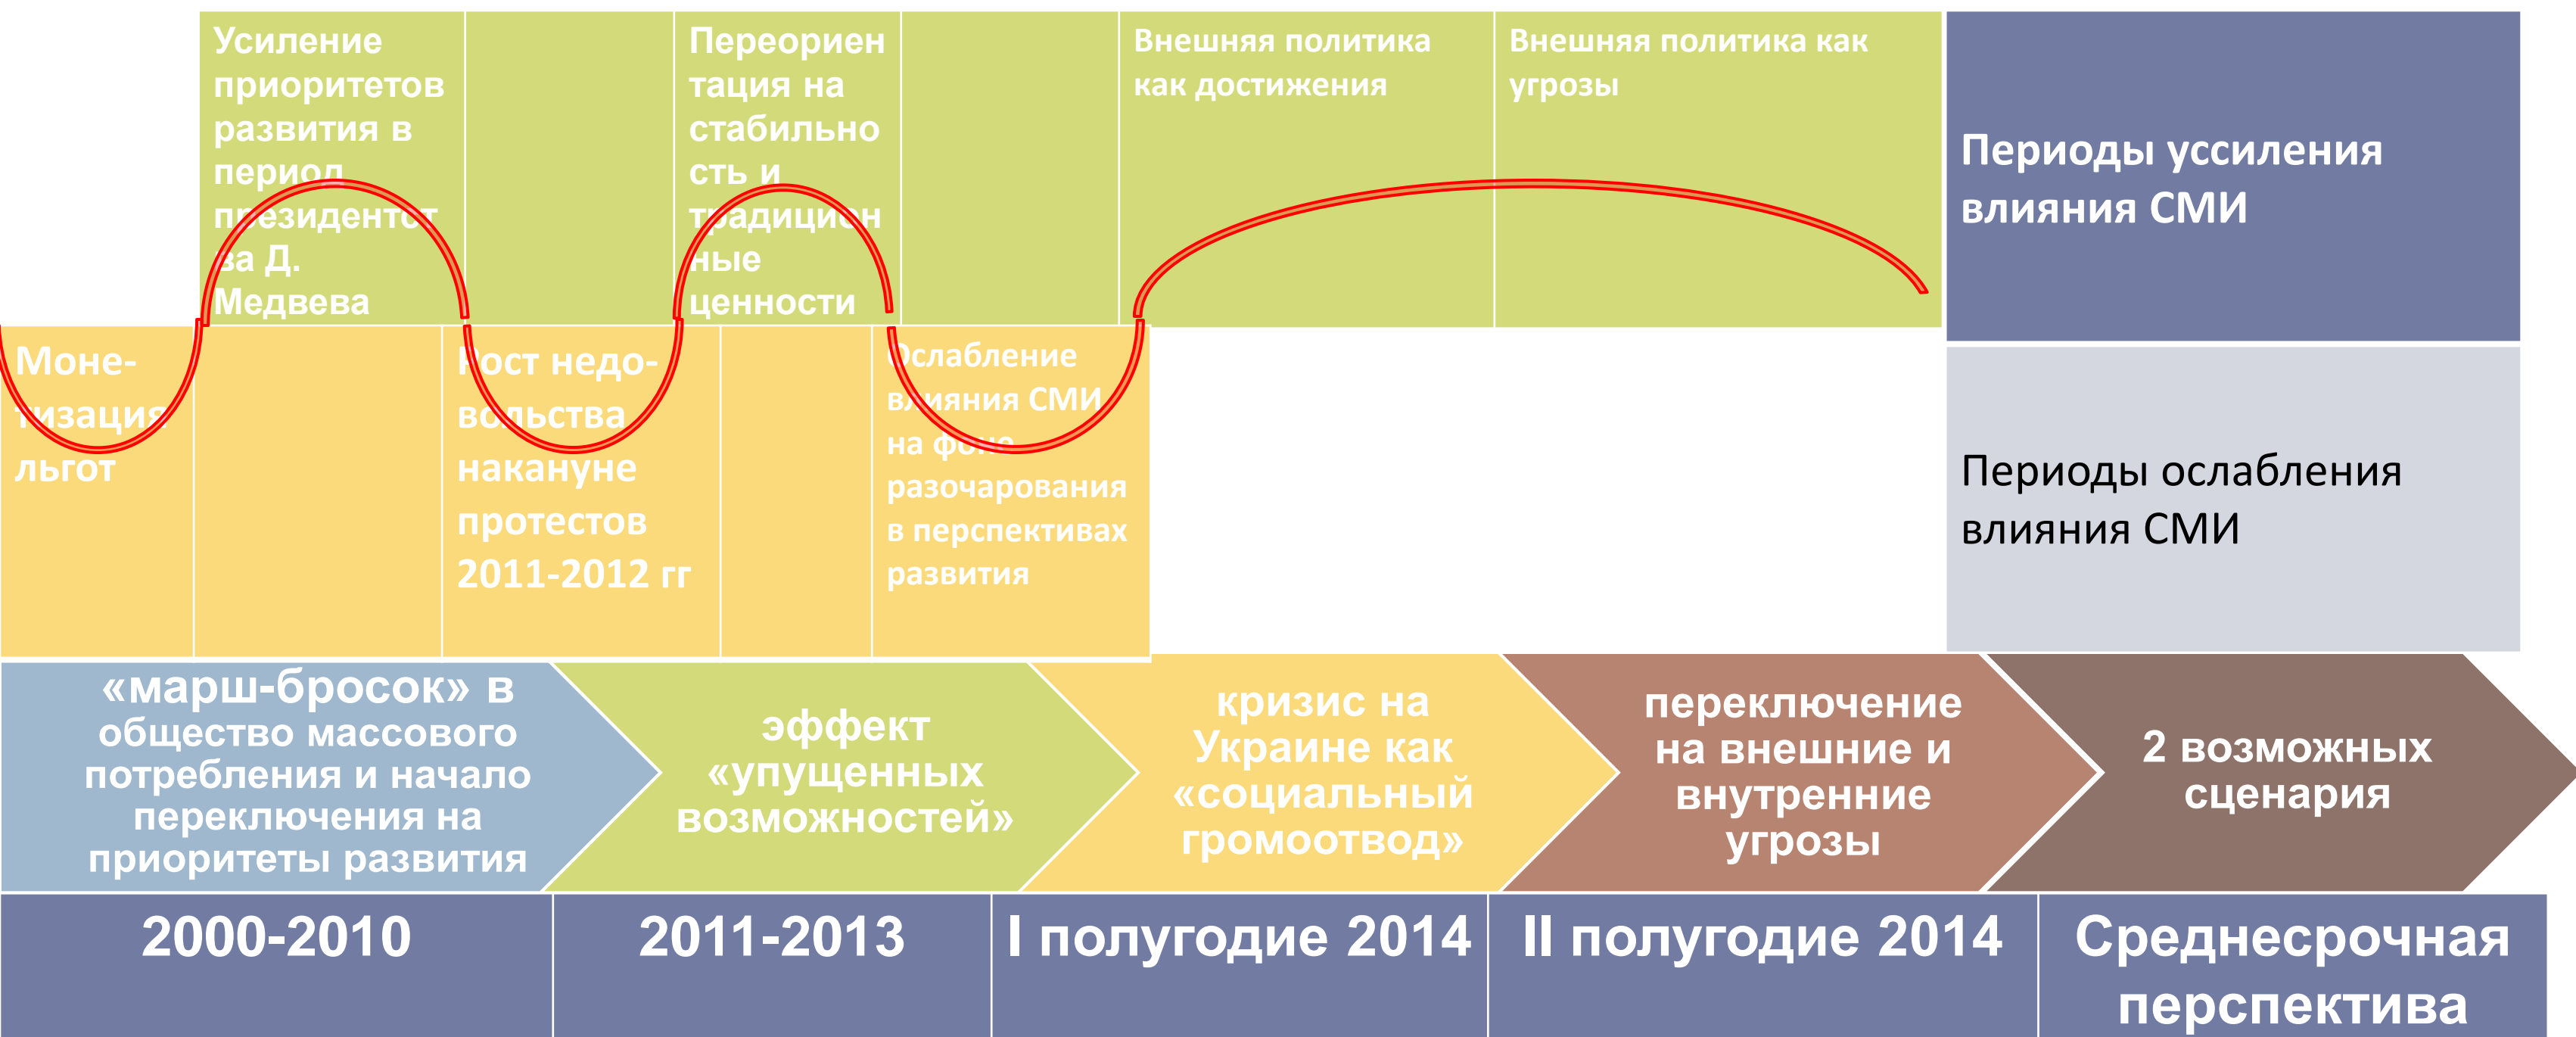 Усиление
приоритетов
развития в
период
президентст
ва Д.
Медвева
Переориен
тация на
стабильно
сть и
традицион
ные
ценности
Внешняя политика
как достижения
Внешняя политика как
угрозы
Периоды уссиления
влияния СМИ
Моне-
тизация
льгот
Рост недо-
вольства
накануне
протестов
2011-2012 гг
Ослабление
влияния СМИ
на фоне
разочарования
в перспективах
развития
Периоды ослабления
влияния СМИ
«марш-бросок» в
общество массового
потребления и начало
переключения на
приоритеты развития
эффект
«упущенных
возможностей»
кризис на
Украине как
«социальный
громоотвод»
переключение
на внешние и
внутренние
угрозы
2 возможных
сценария
2000-2010
2011-2013
I полугодие 2014
II полугодие 2014
Среднесрочная
перспектива